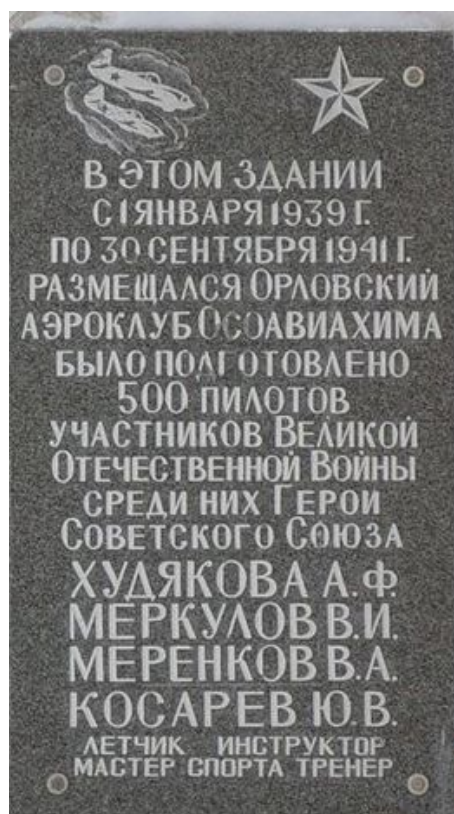 В ЭТОМ ЗДАНИИ
С 1 ЯНВАРЯ 1939 Г.
ПО 30 СЕНТЯБРЯ 1941 Г.
РАЗМЕЩАЛСЯ ОРЛОВСКИЙ
АЭРОКЛУБ ОСОАВИАХИМА
БЫЛО ПОДГОТОВЛЕНО
500 ПИЛОТОВ
УЧАСТНИКОВ ВЕЛИКОЙ
ОТЕЧЕСТВЕННОЙ ВОЙНЫ
СРЕДИ НИХ ГЕРОИ
СОВЕТСКОГО СОЮЗА
ХУДЯКОВА А.Ф.
МЕРКУЛОВ В.И.
МЕРЕНКОВ В.А.
КОСАРЕВ Ю.В.
ЛЕТЧИК ИНСТРУКТОР
МАСТЕР СПОРТА ТРЕНЕР